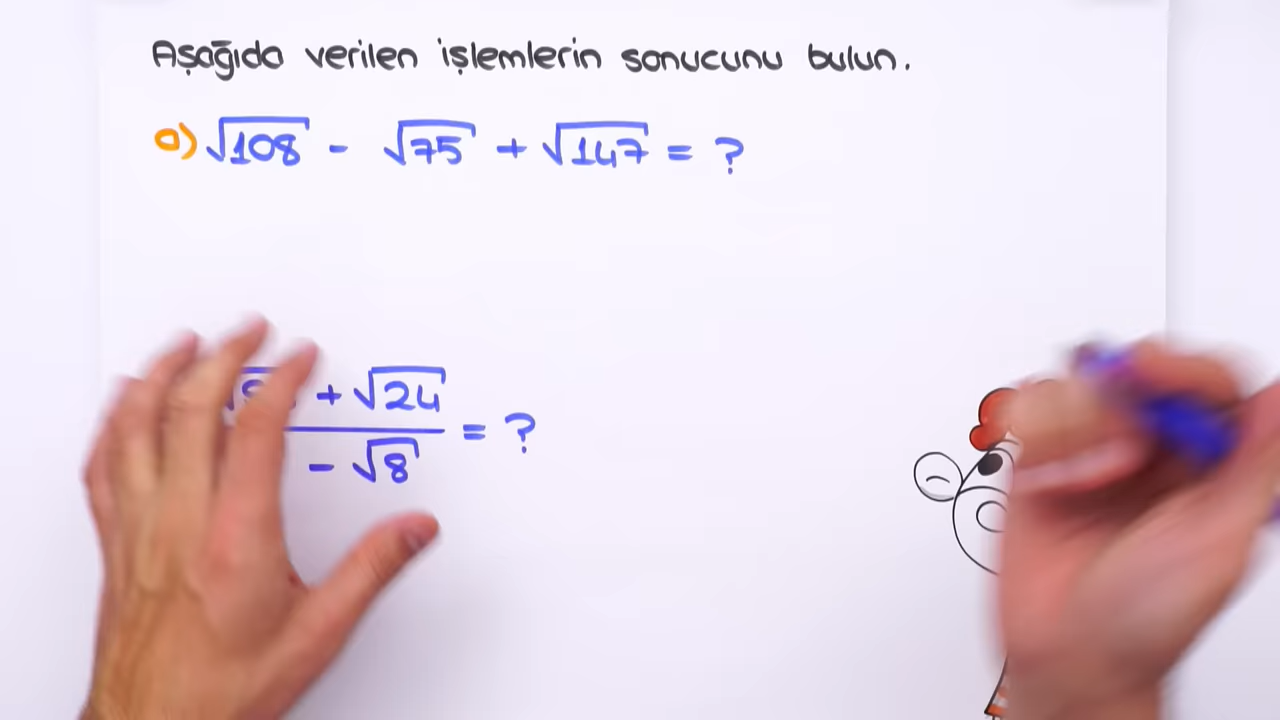 Aşağıda verilen işlemlerin sonucunu bulun.
a) √108 - √75 + √147 = ?
+ √24
= ?
- √8